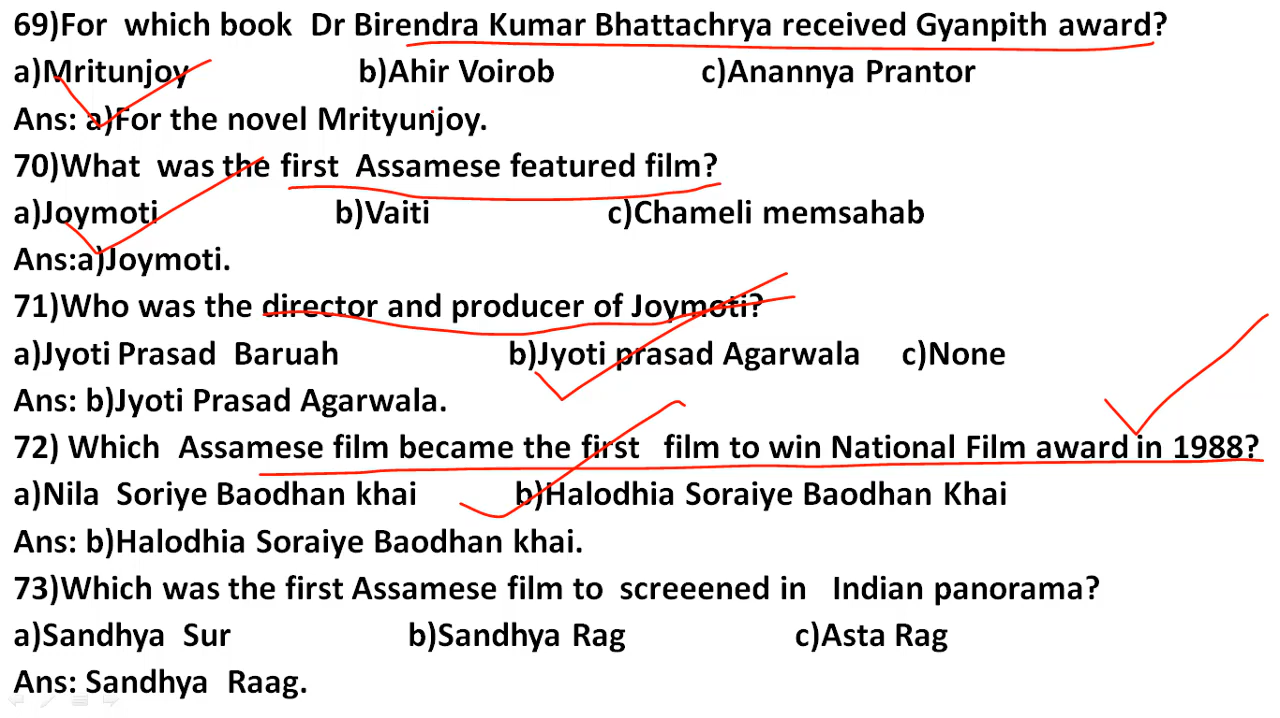 69)For which book Dr Birendra Kumar Bhattachrya received Gyanpith award?
a)Mritunjoy b)Ahir Voirob c)Anannya Prantor
Ans: a)For the novel Mrityunjoy.
70)What was the first Assamese featured film?
a)Joymoti b)Vaiti c)Chameli memsahab
Ans:a)Joymoti.
71)Who was the director and producer of Joymoti?
a)Jyoti Prasad Baruah b)Jyoti prasad Agarwala c)None
Ans: b)Jyoti Prasad Agarwala.
72) Which Assamese film became the first film to win National Film award in 1988?
a)Nila Soriye Baodhan khai b)Halodhia Soraiye Baodhan Khai
Ans: b)Halodhia Soraiye Baodhan khai.
73)Which was the first Assamese film to screeened in Indian panorama?
a)Sandhya Sur b)Sandhya Rag c)Asta Rag
Ans: Sandhya Raag.